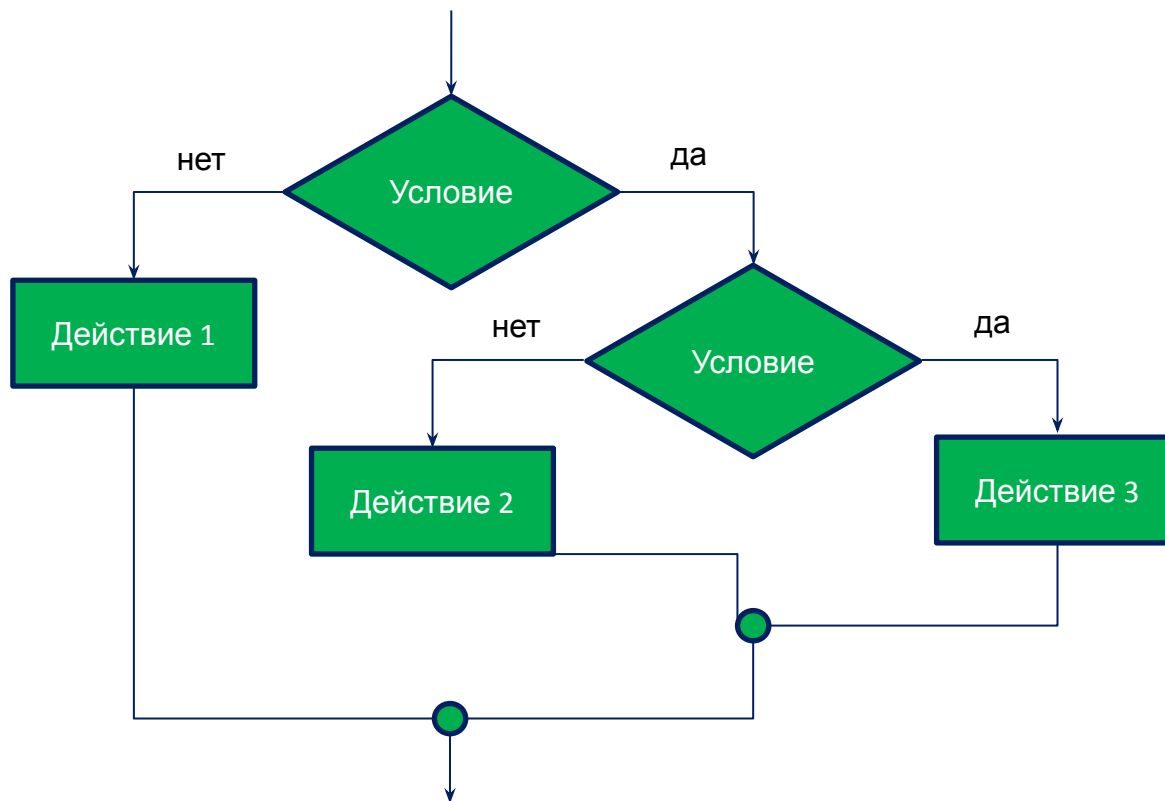 нет
да
Условие
Действие 1
нет
да
Условие
Действие 2
Действие 3